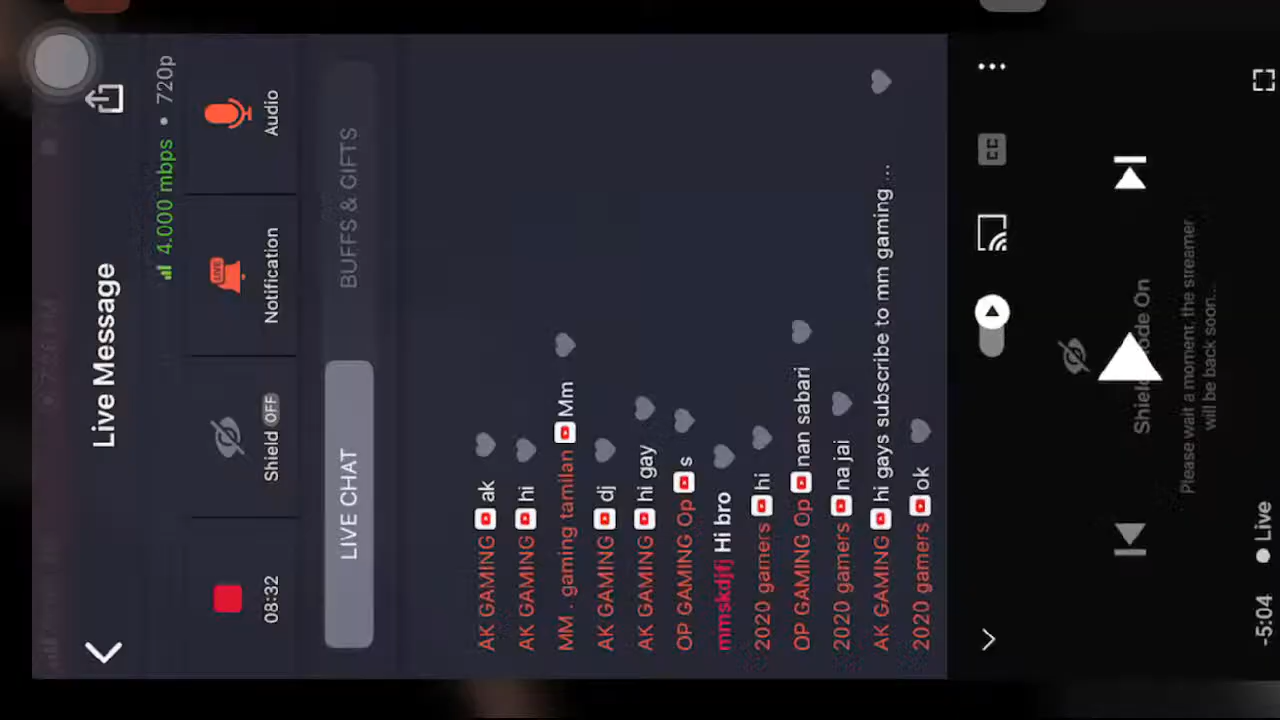 Live Message
4.000 mbps • 720p
08:32
Shield OFF
LIVE
Notification
Audio
LIVE CHAT
BUFFS & GIFTS
AK GAMING ak
AK GAMING hi
MM . gaming tamilan Mm
AK GAMING dj
AK GAMING hi gay
OP GAMING Op s
mmskdjfj Hi bro
2020 gamers hi
OP GAMING Op nan sabari
2020 gamers na jai
AK GAMING hi gays subscribe to mm gaming ...
2020 gamers ok
CC
Shield Mode On
Please wait a moment, the streamer
will be back soon...
-5:04 Live